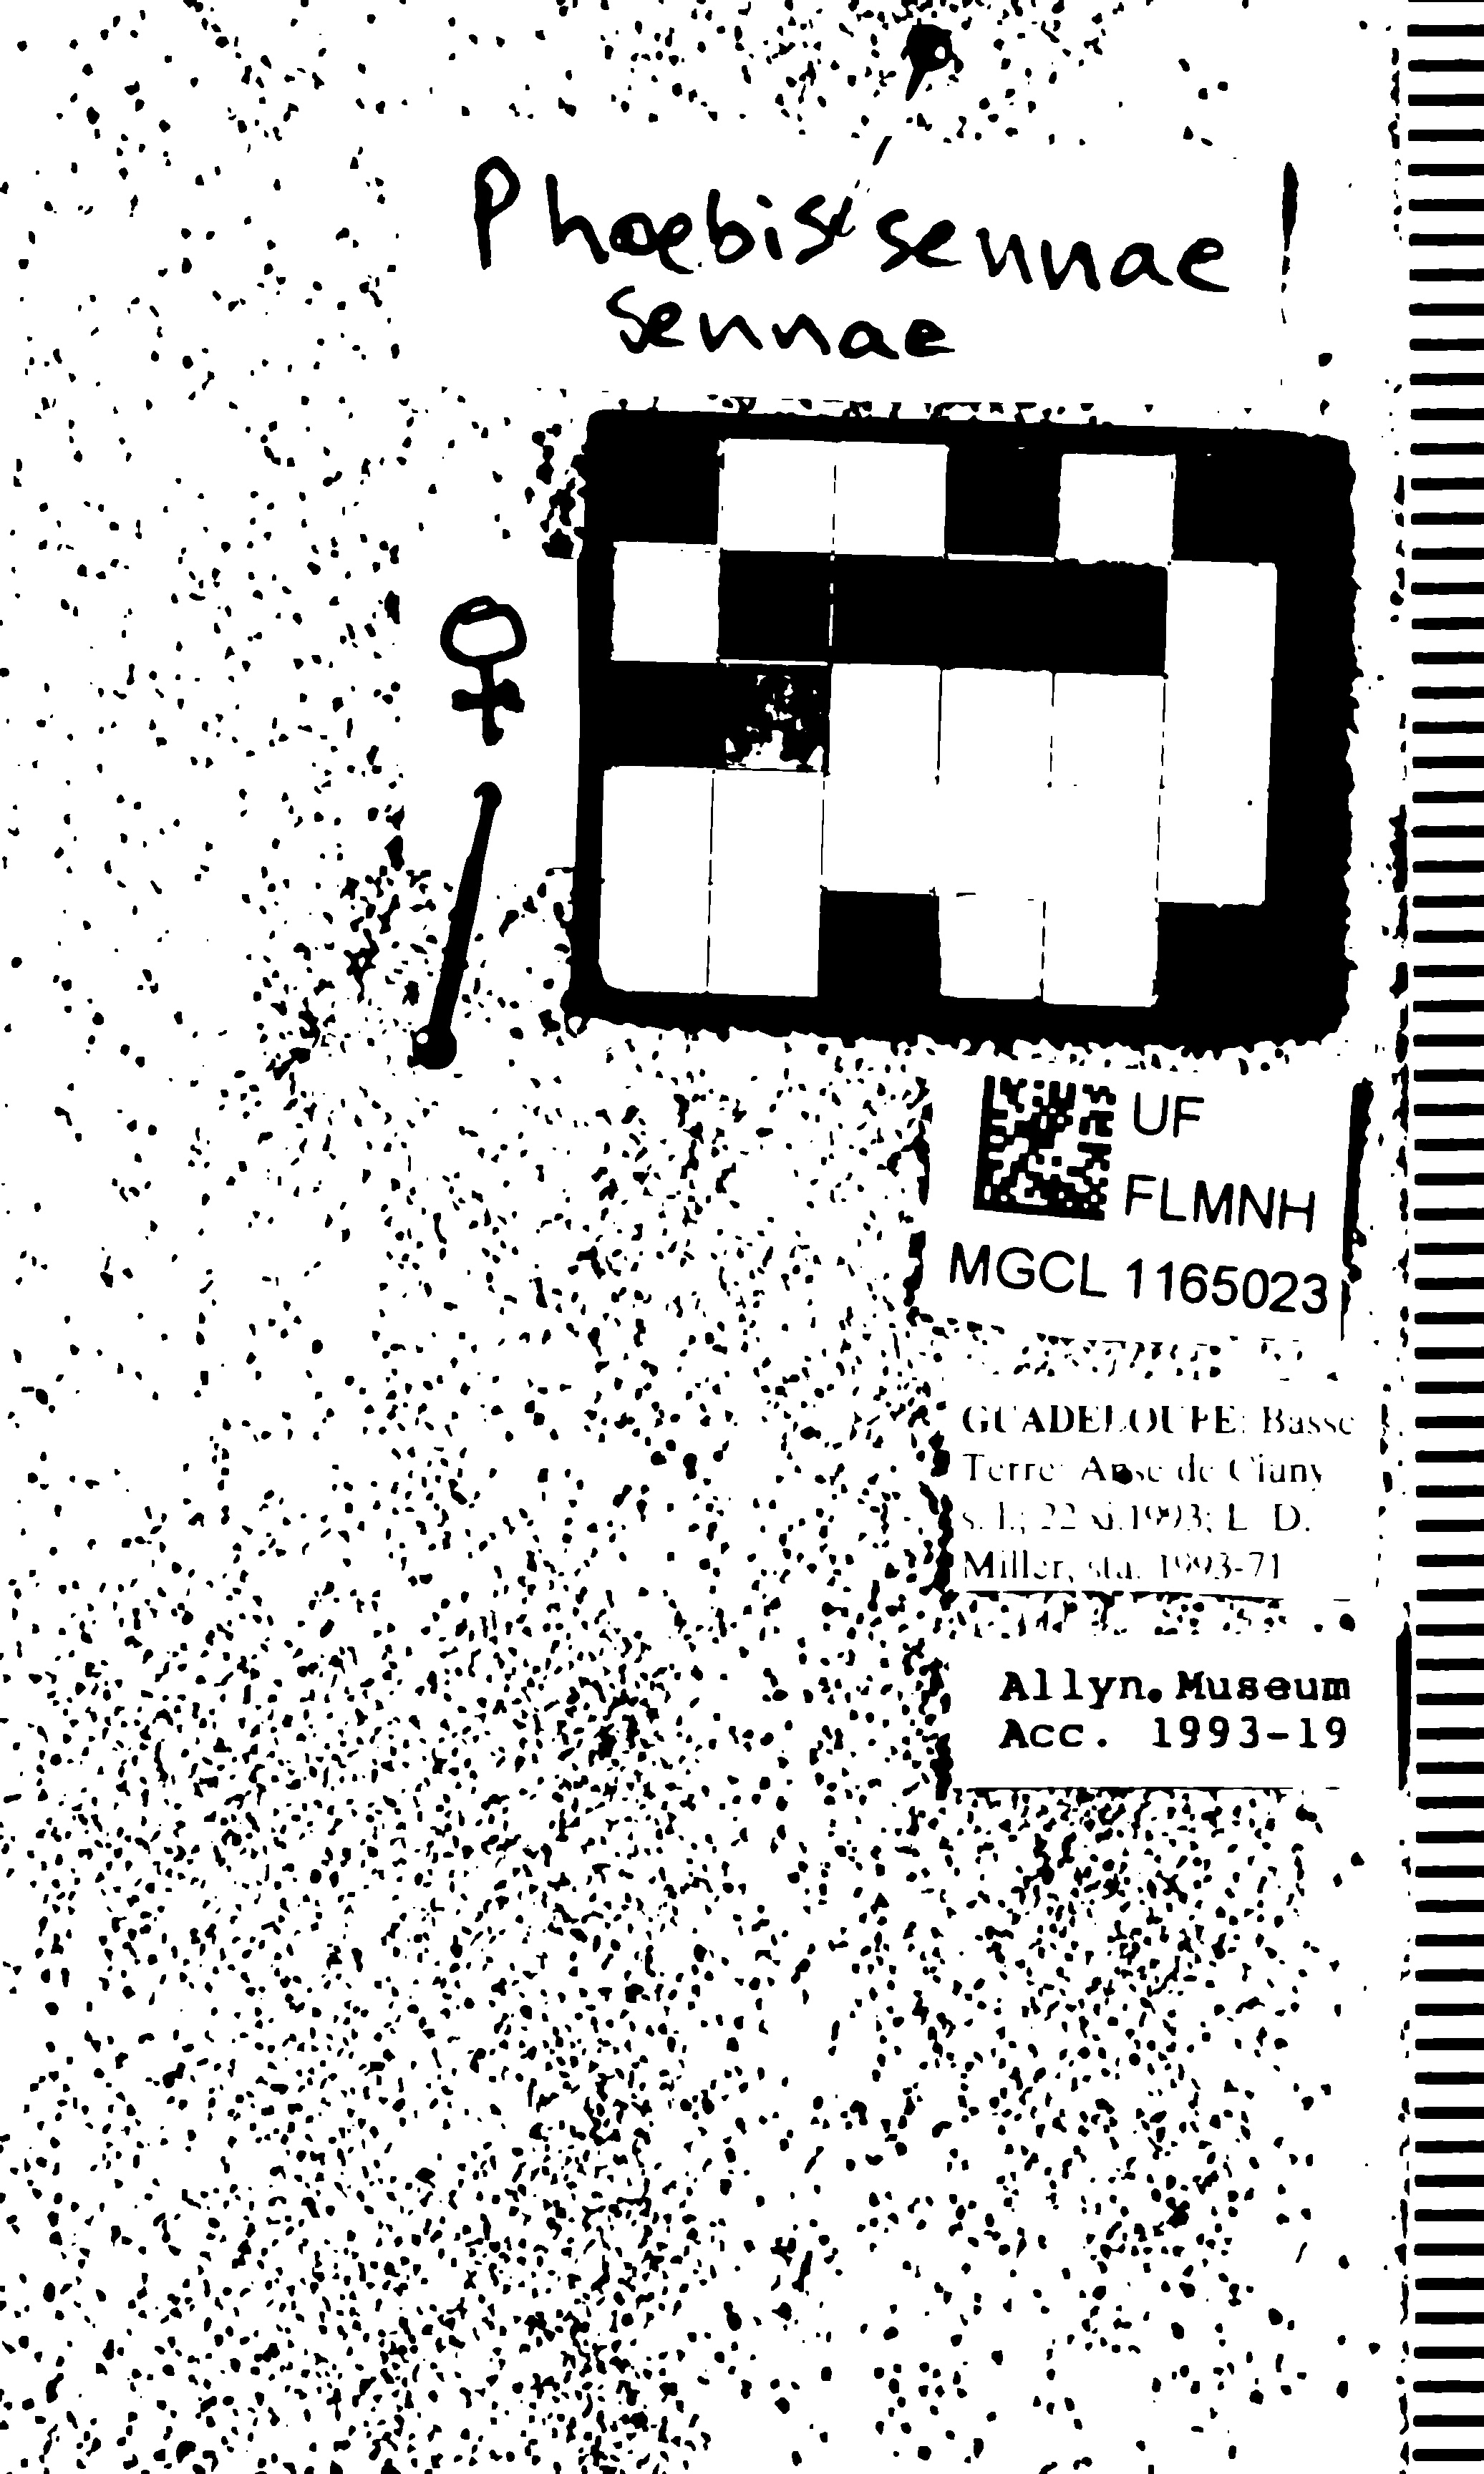 Phoebis sennae
sennae
♀
UF
FLMNH
MGCL 1165023
GUADELOUPE: Basse
Terre: Anse de Cluny
s. l.; 22 xi.1993; L. D.
Miller, sta. 1993-71
Allyn Museum
Acc. 1993-19